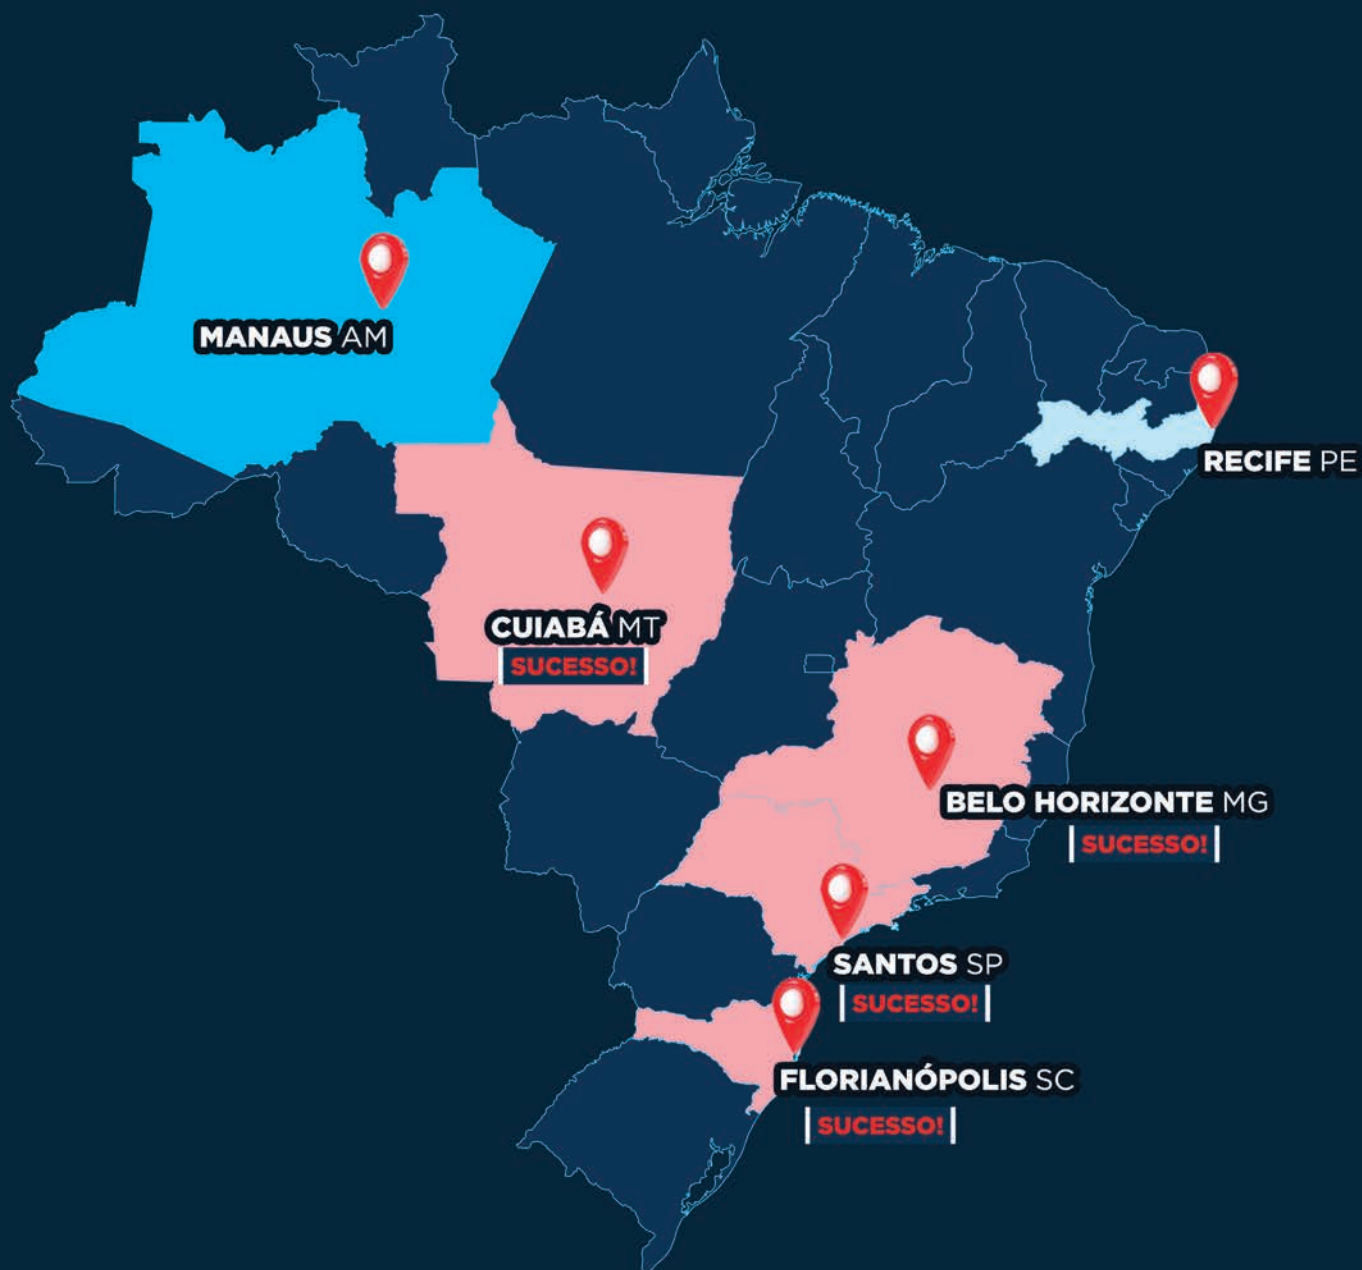 MANAUS AM
RECIFE PE
CUIABÁ MT
SUCESSO!
BELO HORIZONTE MG
SUCESSO!
SANTOS SP
SUCESSO!
FLORIANÓPOLIS SC
SUCESSO!